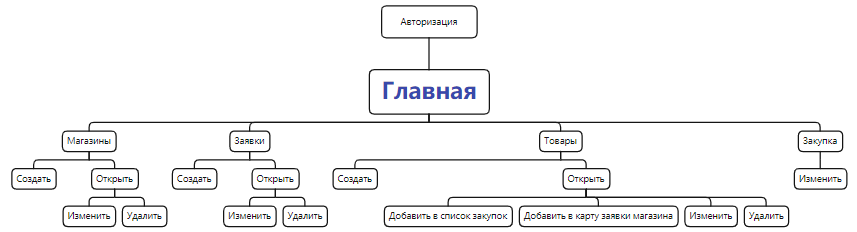 Авторизация
Главная
Магазины
Заявки
Товары
Закупка
Создать
Открыть
Создать
Открыть
Создать
Открыть
Изменить
Изменить
Удалить
Изменить
Удалить
Добавить в список закупок
Добавить в карту заявки магазина
Изменить
Удалить